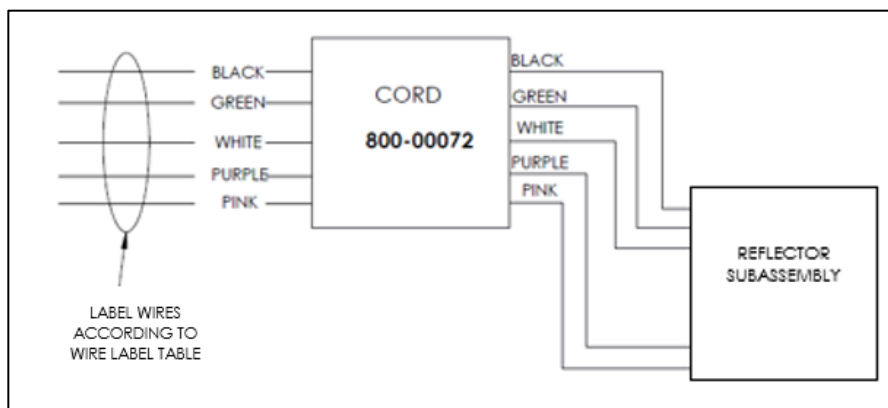 BLACK
GREEN
WHITE
PURPLE
PINK
CORD
800-00072
BLACK
GREEN
WHITE
PURPLE
PINK
REFLECTOR
SUBASSEMBLY
LABEL WIRES
ACCORDING TO
WIRE LABEL TABLE